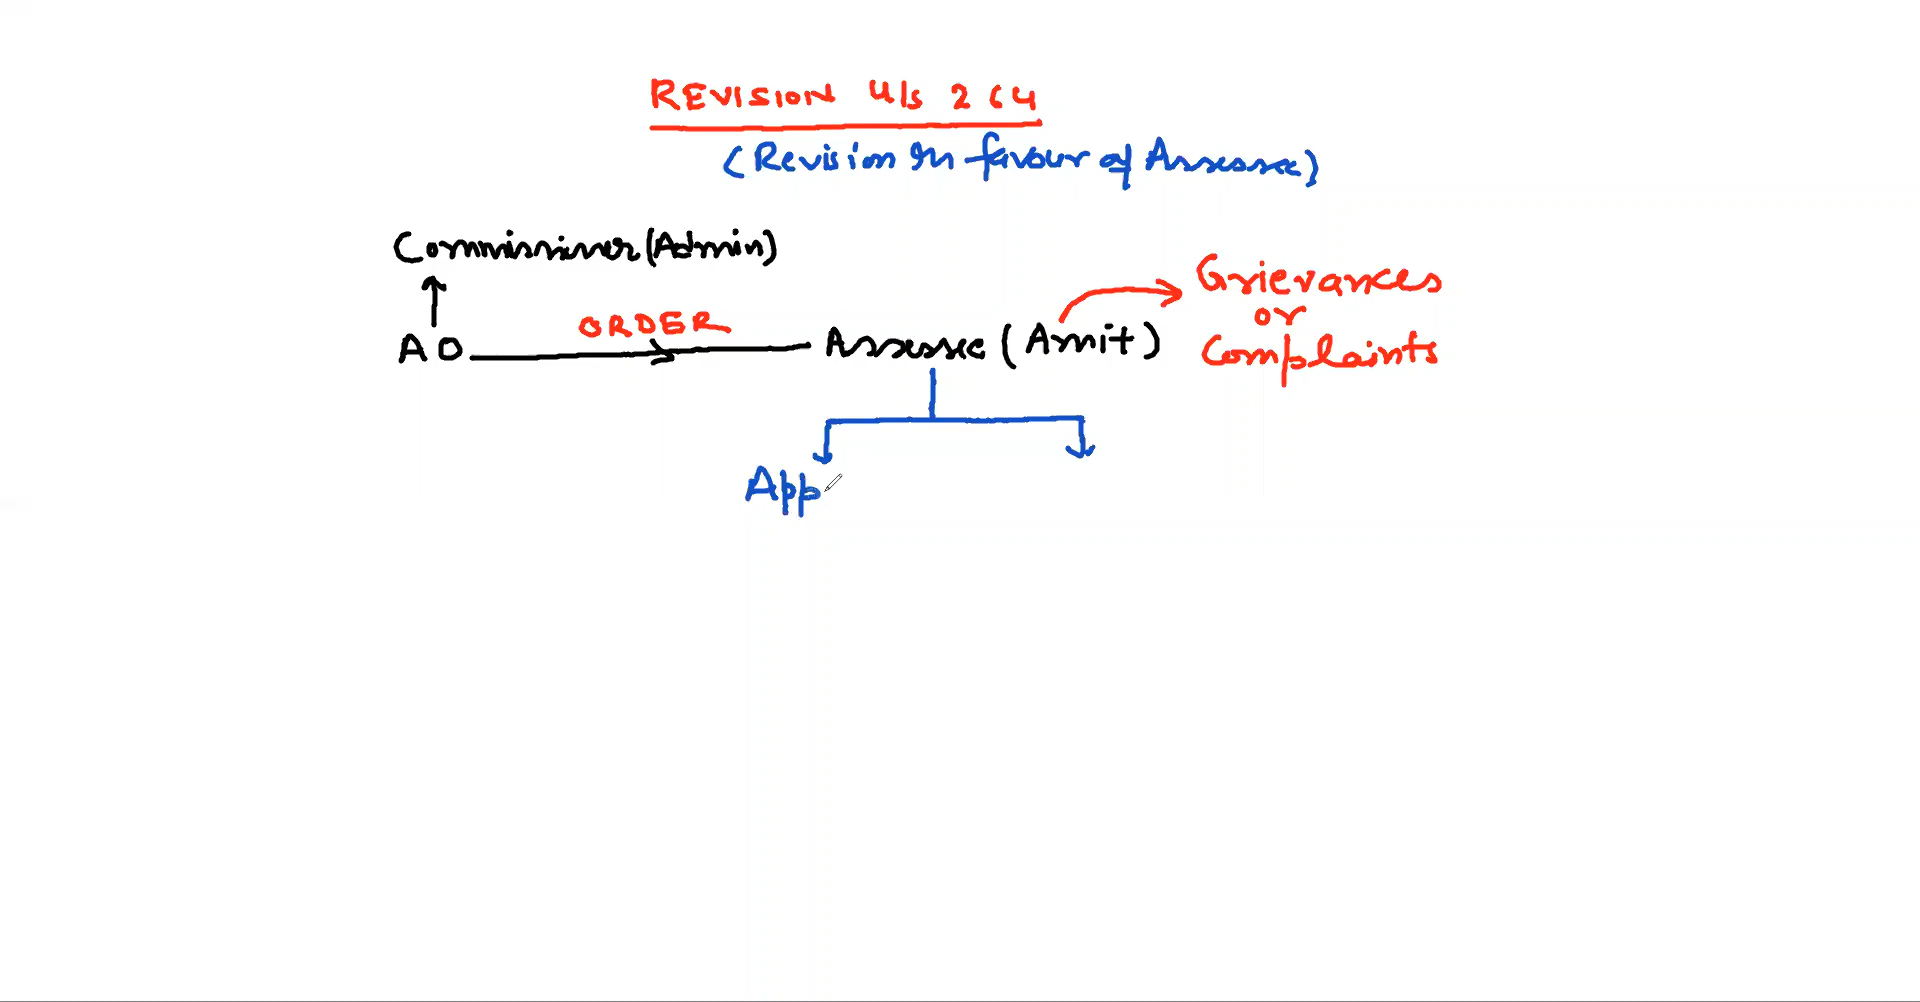 REVISION U/s 264
(Revision in favour of Assessee)
Commissioner (Admin)
Grievances
or
Complaints
ORDER
AO
Assessee (Amit)
App